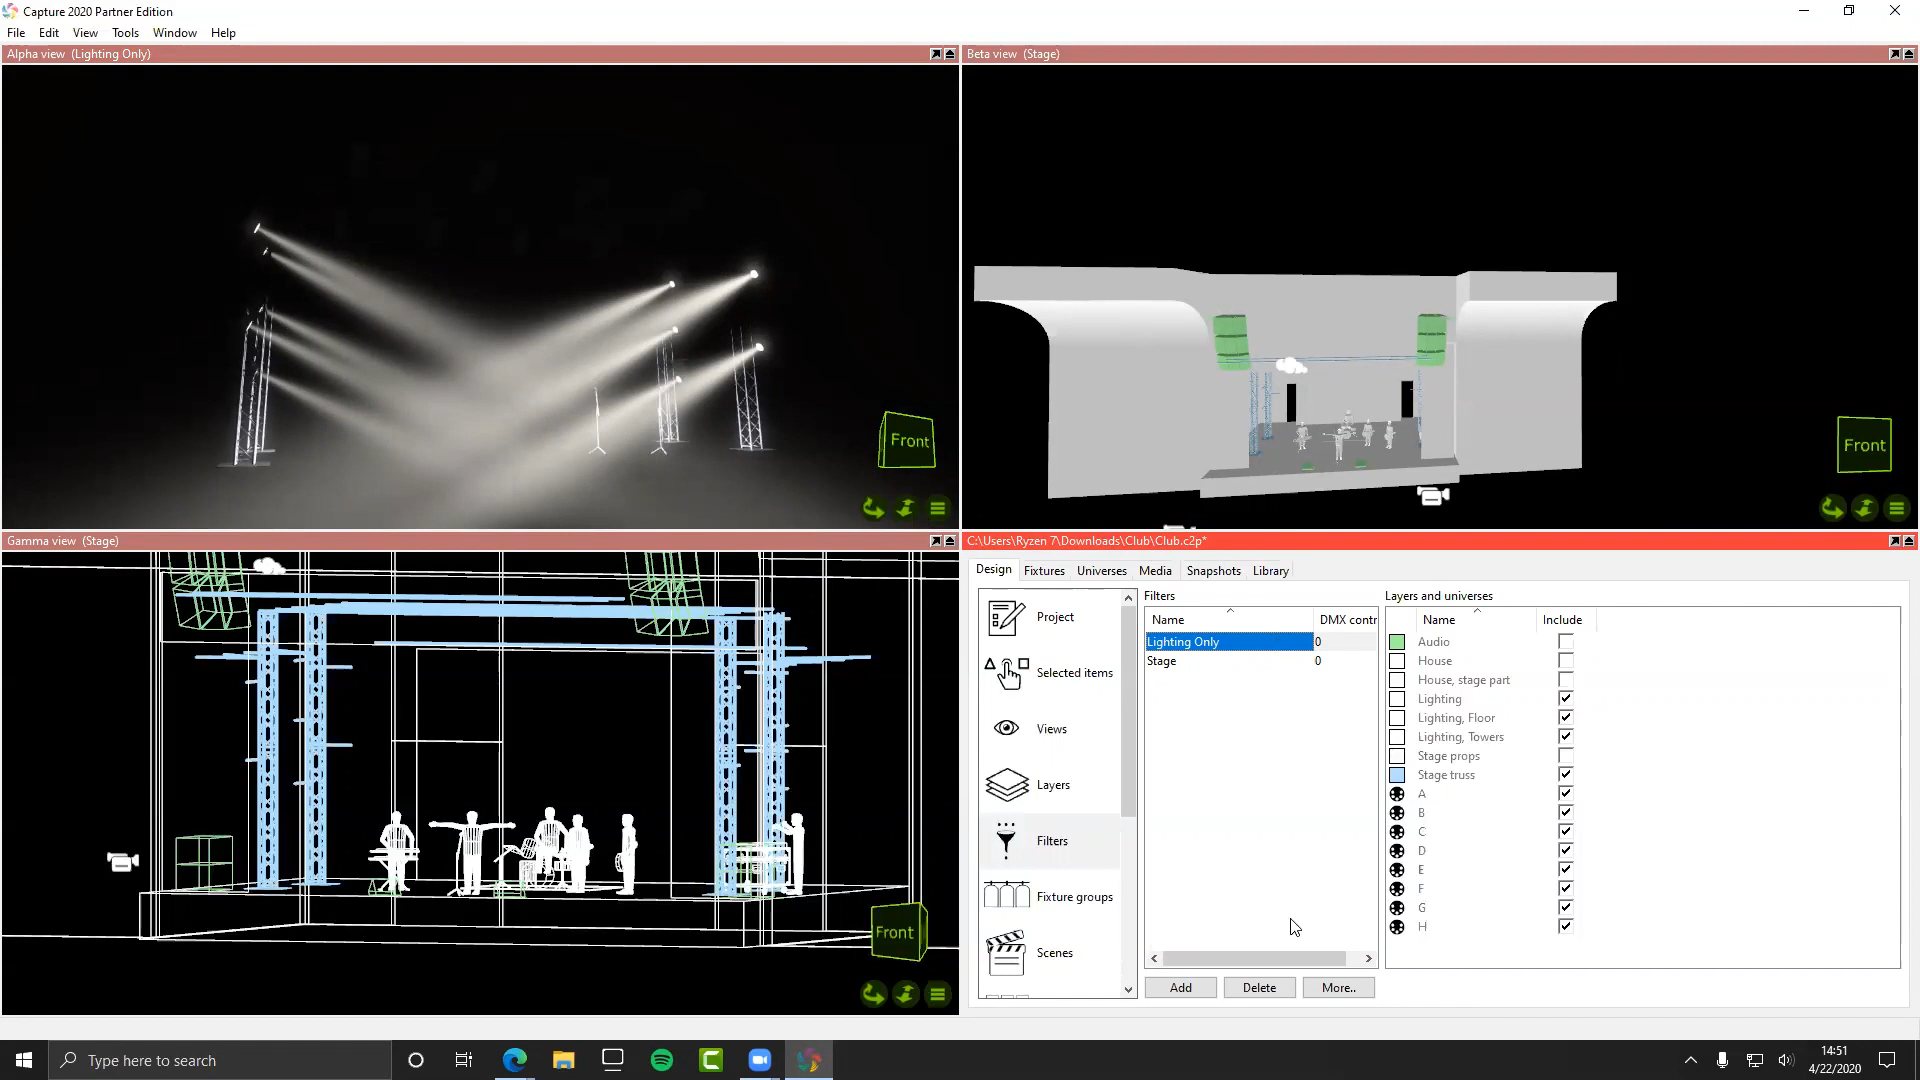 Capture 2020 Partner Edition
File Edit View Tools Window Help
Alpha view (Lighting Only)
Front
Beta view (Stage)
Front
Gamma view (Stage)
Front
C:\Users\Ryzen 7\Downloads\Club\Club.c2p*
Design Fixtures Universes Media Snapshots Library
Project
Selected items
Views
Layers
Filters
Fixture groups
Scenes
Filters
Name DMX contr
Lighting Only 0
Stage 0
Add Delete More..
Layers and universes
Name Include
Audio
House
House, stage part
Lighting
Lighting, Floor
Lighting, Towers
Stage props
Stage truss
A
B
C
D
E
F
G
H
Type here to search
14:51
4/22/2020